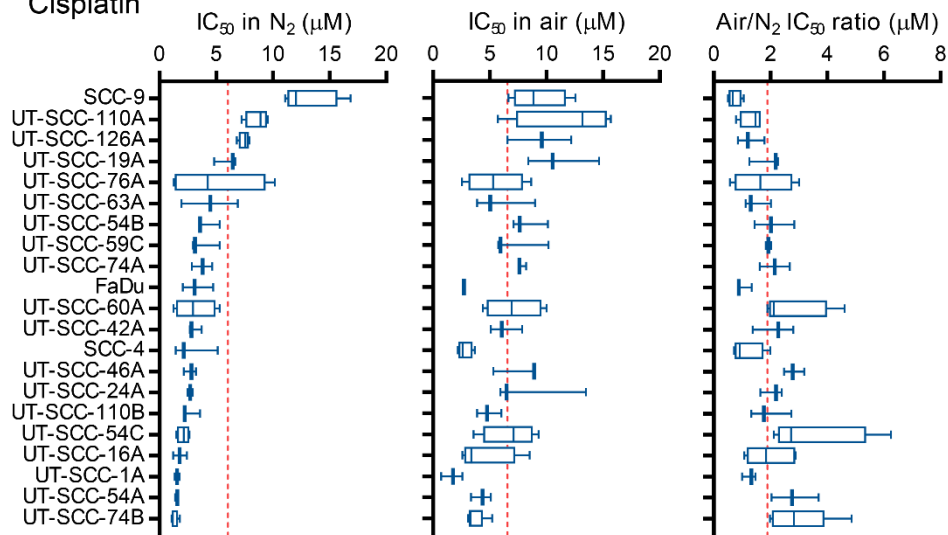 Cisplatin
IC50 in N2 (μM) IC50 in air (μM) Air/N2 IC50 ratio (μM)
0 5 10 15 20 0 5 10 15 20 0 2 4 6 8
SCC-9
UT-SCC-110A
UT-SCC-126A
UT-SCC-19A
UT-SCC-76A
UT-SCC-63A
UT-SCC-54B
UT-SCC-59C
UT-SCC-74A
FaDu
UT-SCC-60A
UT-SCC-42A
SCC-4
UT-SCC-46A
UT-SCC-24A
UT-SCC-110B
UT-SCC-54C
UT-SCC-16A
UT-SCC-1A
UT-SCC-54A
UT-SCC-74B